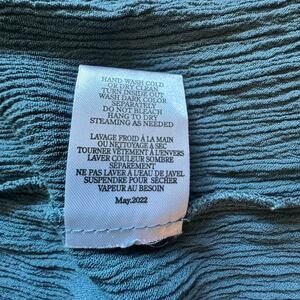 HAND WASH COLD
OR DRY CLEAN
TURN INSIDE OUT
WASH DARK COLOR
SEPARATELY
DO NOT BLEACH
HANG TO DRY
STEAMING AS NEEDED
LAVAGE FROID À LA MAIN
OU NETTOYAGE A SEC
TOURNER VÊTEMENT À L'ENVERS
LAVER COULEUR SOMBRE
SÉPARÉMENT
NE PAS LAVER A L'EAU DE JAVEL
SUSPENDRE POUR SÉCHER
VAPEUR AU BESOIN
May.2022